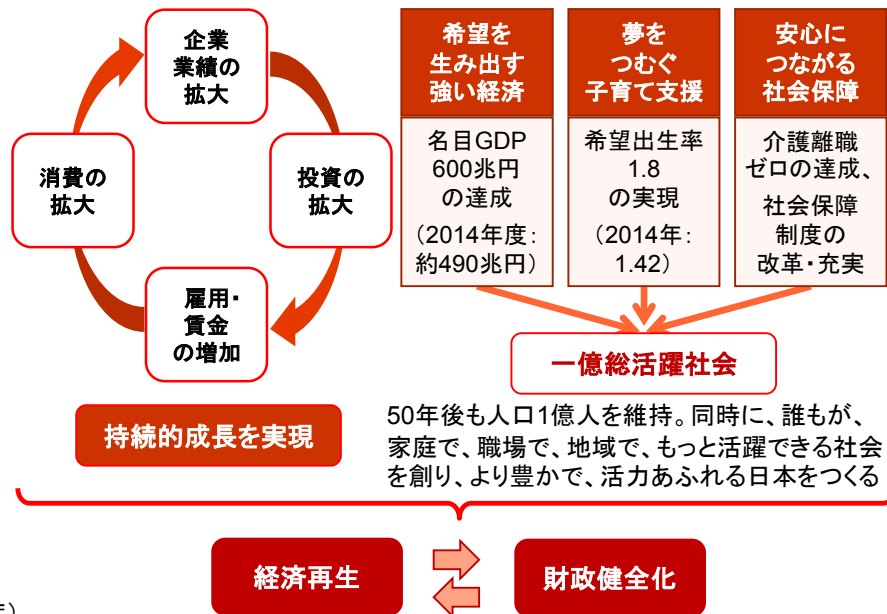 企業
業績の
拡大
消費の
拡大
投資の
拡大
雇用・
賃金
の増加
持続的成長を実現
希望を
生み出す
強い経済
名目GDP
600兆円
の達成
（2014年度：
約490兆円）
夢を
つむぐ
子育て支援
希望出生率
1.8
の実現
（2014年：
1.42）
安心に
つながる
社会保障
介護離職
ゼロの達成、
社会保障
制度の
改革・充実
一億総活躍社会
50年後も人口1億人を維持。同時に、誰もが、
家庭で、職場で、地域で、もっと活躍できる社会
を創り、より豊かで、活力あふれる日本をつくる
経済再生
財政健全化